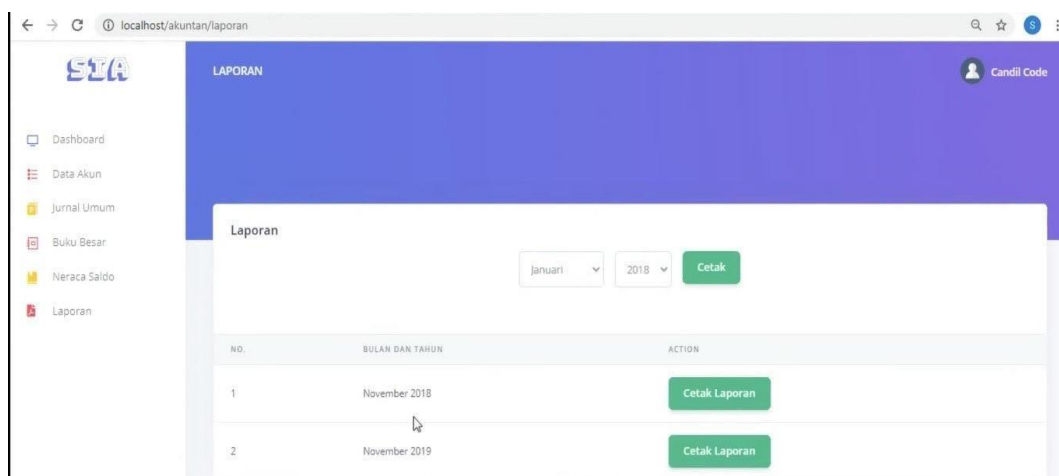 localhost/akuntan/laporan
S
SIA
LAPORAN
Candil Code
Dashboard
Data Akun
Jurnal Umum
Buku Besar
Neraca Saldo
Laporan
Laporan
Januari 2018 Cetak
NO. BULAN DAN TAHUN ACTION
1 November 2018 Cetak Laporan
2 November 2019 Cetak Laporan